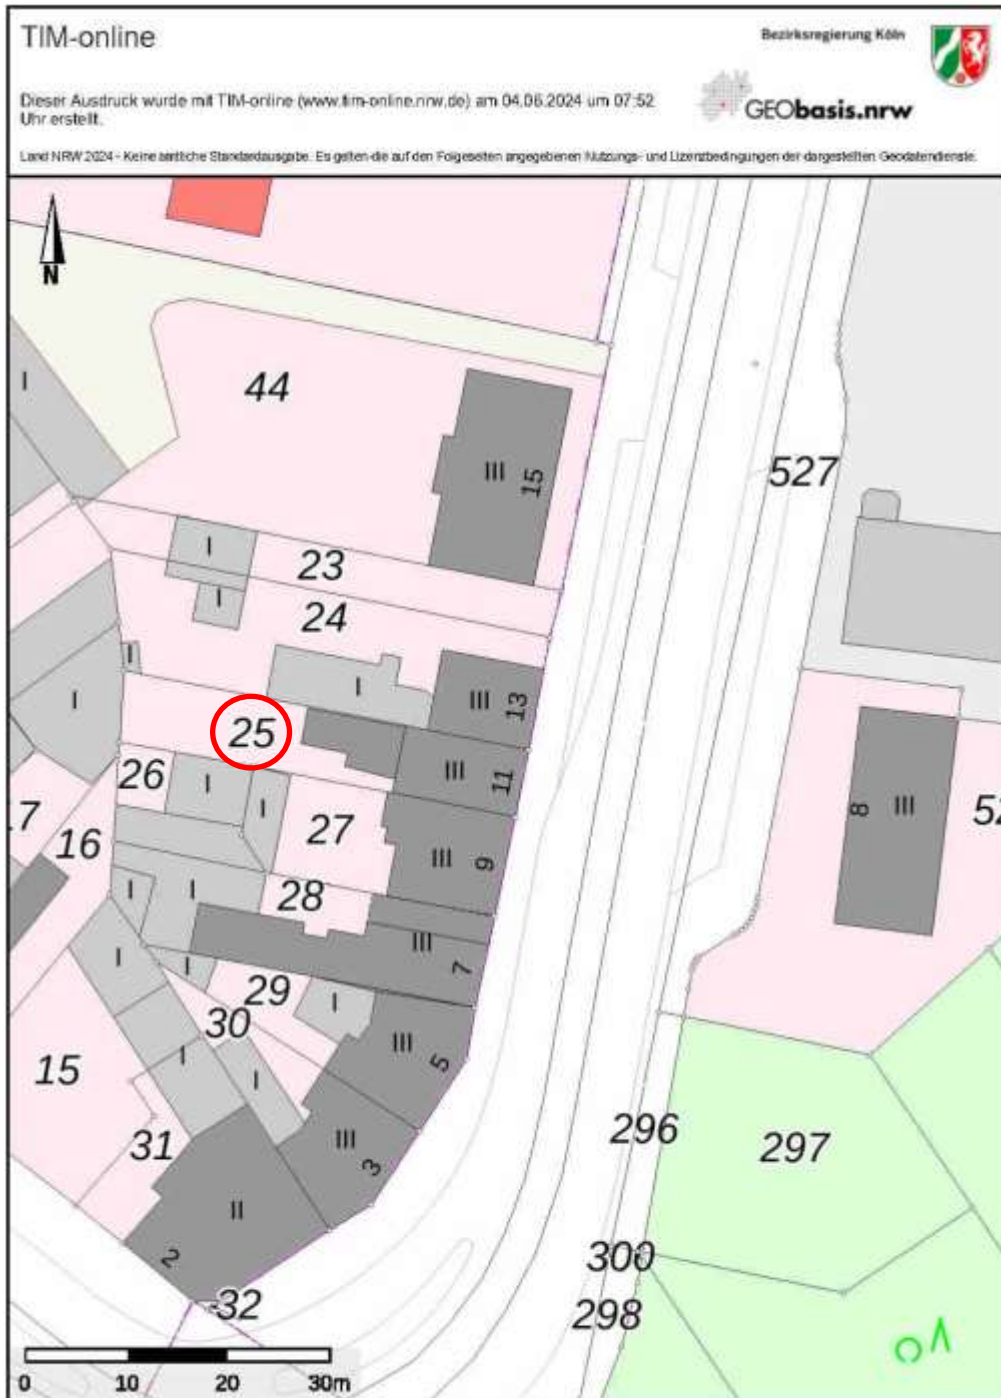 TIM-online
Bezirksregierung Köln
Dieser Ausdruck wurde mit TIM-online (www.tim-online.nrw.de) am 04.06.2024 um 07:52
Uhr erstellt.
GEObasis.nrw
Land NRW 2024 - Keine amtliche Standardausgabe. Es gelten die auf den Folgeseiten angegebenen Nutzungs- und Lizenzbedingungen der dargestellten Geodatendienste.
N
I
44
III
15
527
I
23
I
24
I
I
III
13
I
25
26
I
I
III
11
8
III
52
17
16
27
III
9
I
I
28
III
7
I
I
29
I
30
III
5
15
I
I
31
III
3
296
297
II
2
300
32
298
0
10
20
30m